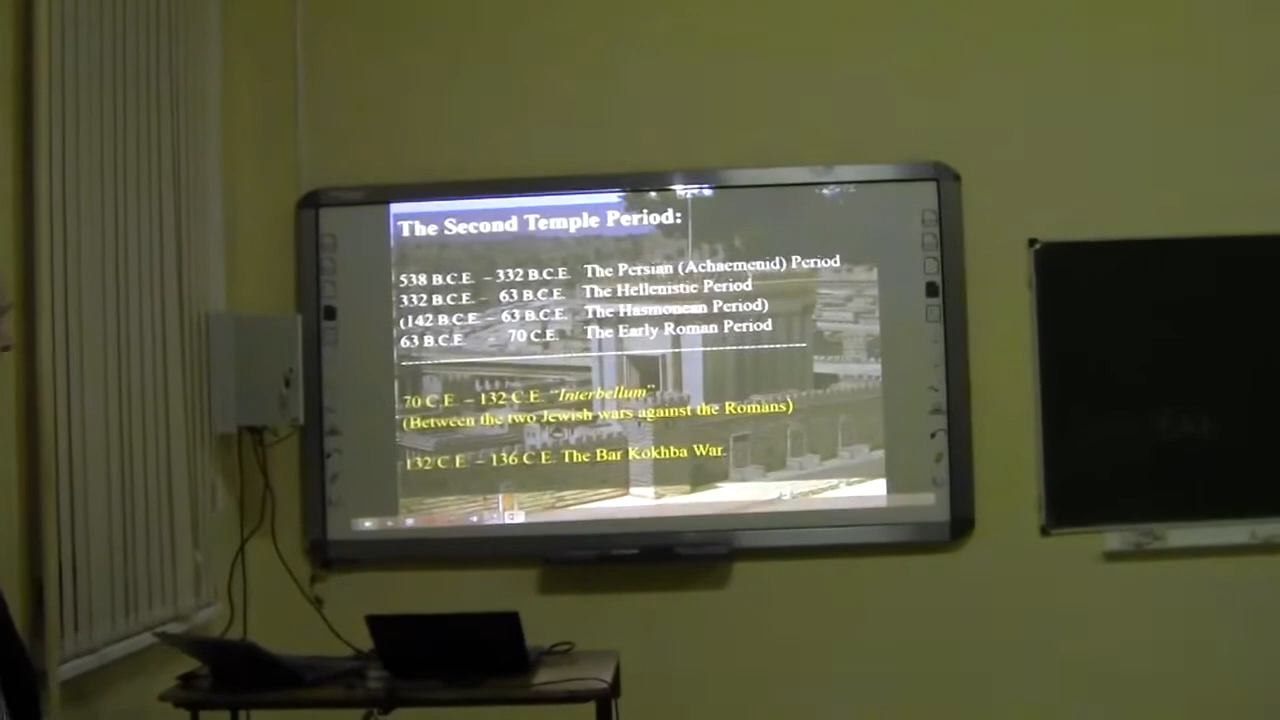 The Second Temple Period:
538 B.C.E. – 332 B.C.E. The Persian (Achaemenid) Period
332 B.C.E. – 63 B.C.E. The Hellenistic Period
(142 B.C.E. – 63 B.C.E. The Hasmonean Period)
63 B.C.E. – 70 C.E. The Early Roman Period
70 C.E. – 132 C.E. "Interbellum"
(Between the two Jewish wars against the Romans)
132 C.E. – 136 C.E. The Bar Kokhba War.